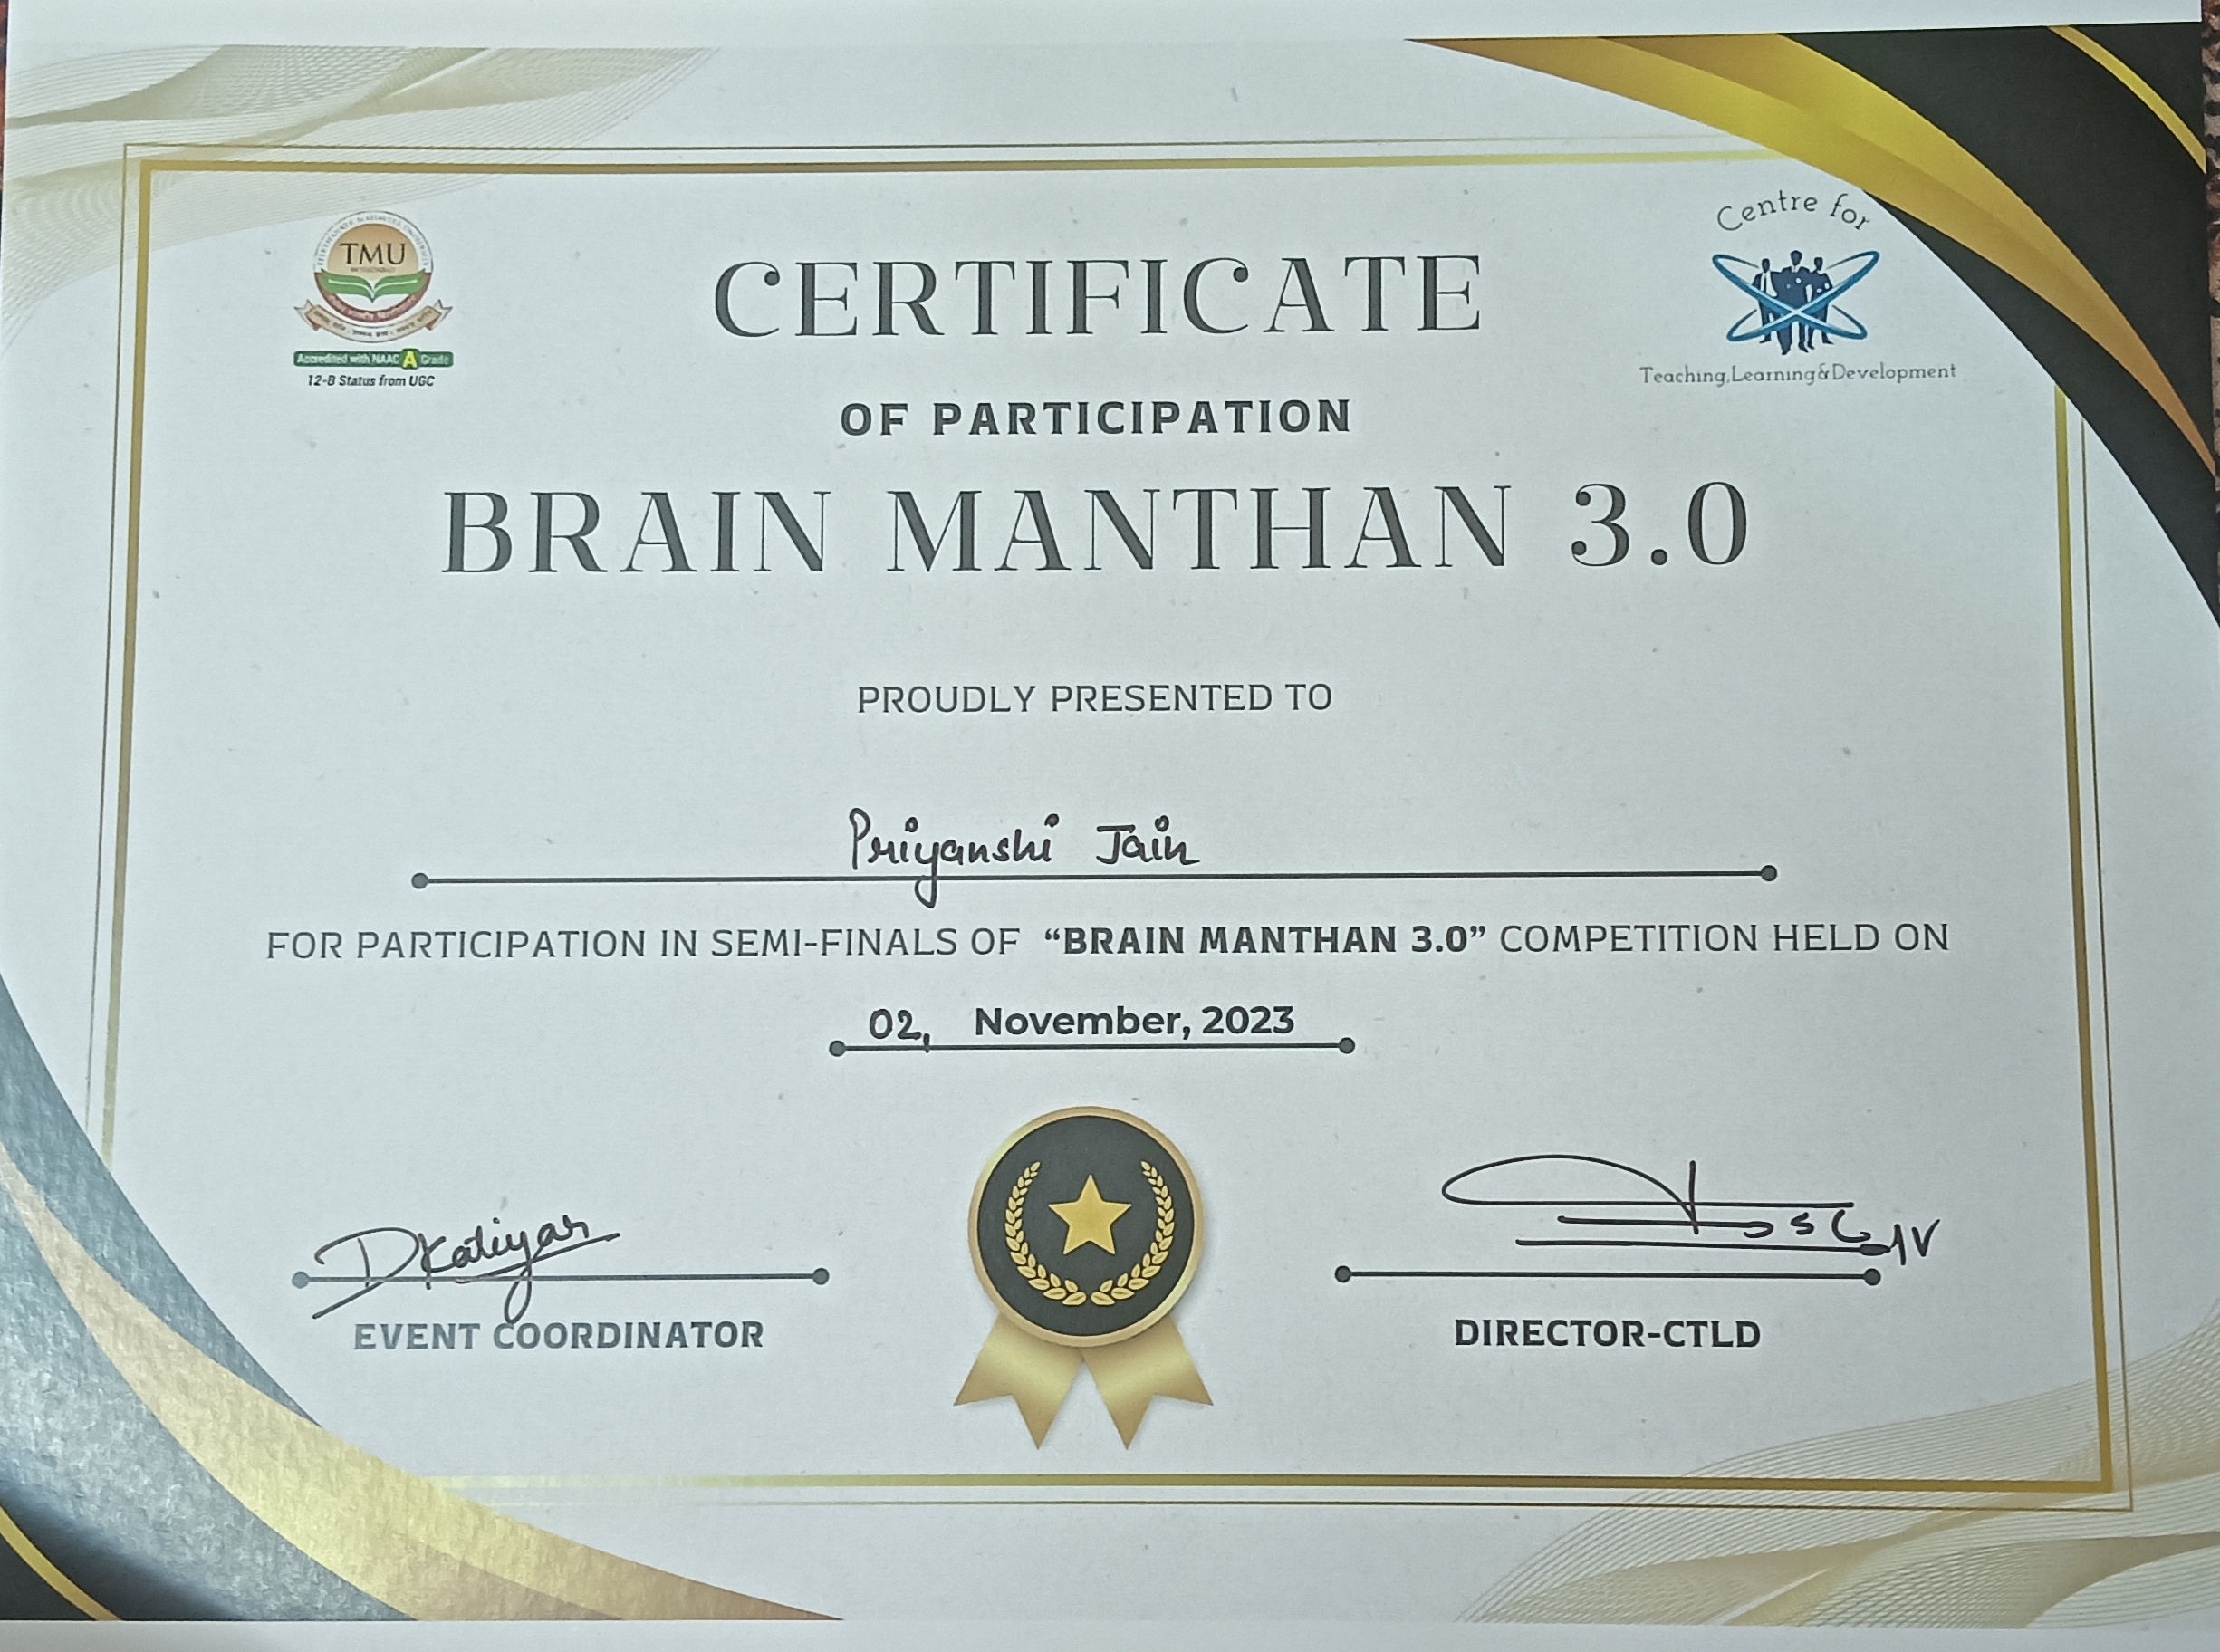 TMU
Accredited with NAAC A Grade
12-B Status from UGC
Centre for
Teaching, Learning & Development
CERTIFICATE
OF PARTICIPATION
BRAIN MANTHAN 3.0
PROUDLY PRESENTED TO
Priyanshi Jain
FOR PARTICIPATION IN SEMI-FINALS OF “BRAIN MANTHAN 3.0” COMPETITION HELD ON
02, November, 2023
DKatiyar
EVENT COORDINATOR
DIRECTOR-CTLD